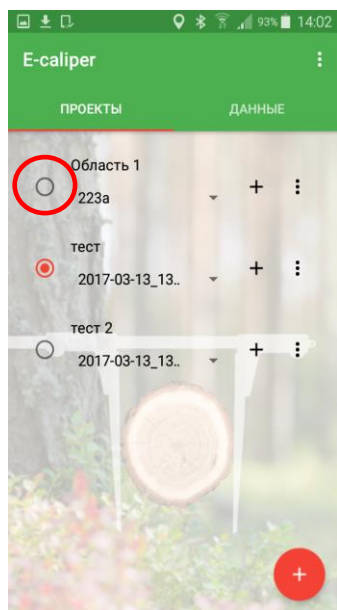 93% 14:02
E-caliper
ПРОЕКТЫ ДАННЫЕ
Область 1
223а
тест
2017-03-13_13..
тест 2
2017-03-13_13..